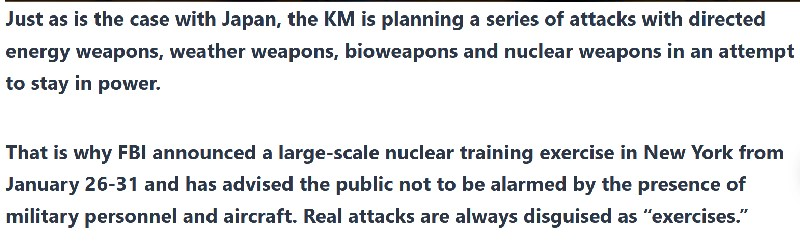 Just as is the case with Japan, the KM is planning a series of attacks with directed
energy weapons, weather weapons, bioweapons and nuclear weapons in an attempt
to stay in power.
That is why FBI announced a large-scale nuclear training exercise in New York from
January 26-31 and has advised the public not to be alarmed by the presence of
military personnel and aircraft. Real attacks are always disguised as “exercises.”